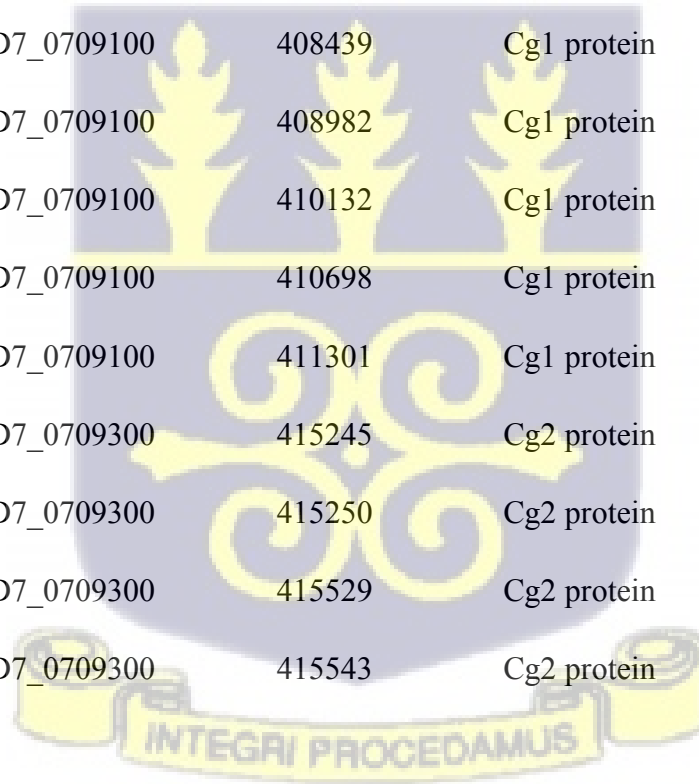 D7_0709100 408439 Cg1 protein
D7_0709100 408982 Cg1 protein
D7_0709100 410132 Cg1 protein
D7_0709100 410698 Cg1 protein
D7_0709100 411301 Cg1 protein
D7_0709300 415245 Cg2 protein
D7_0709300 415250 Cg2 protein
D7_0709300 415529 Cg2 protein
D7_0709300 415543 Cg2 protein
INTEGRI PROCEDAMUS